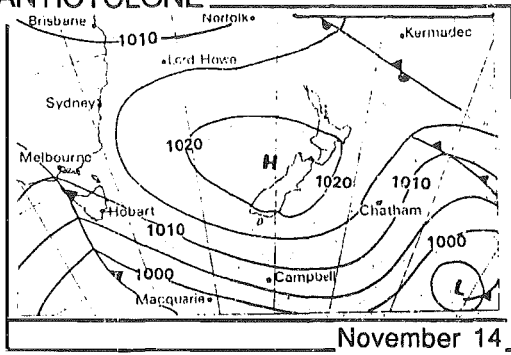 ANTICYCLONE
Brisbane
Norfolk
Kermadec
1010
Lord Howe
Sydney
1020
H
Melbourne
1020
1010
Chatham
Hobart
1010
1000
1000
Campbell
L
Macquarie
November 14